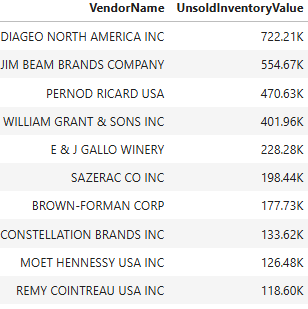 VendorName UnsoldInventoryValue
DIAGEO NORTH AMERICA INC 722.21K
JIM BEAM BRANDS COMPANY 554.67K
PERNOD RICARD USA 470.63K
WILLIAM GRANT & SONS INC 401.96K
E & J GALLO WINERY 228.28K
SAZERAC CO INC 198.44K
BROWN-FORMAN CORP 177.73K
CONSTELLATION BRANDS INC 133.62K
MOET HENNESSY USA INC 126.48K
REMY COINTREAU USA INC 118.60K